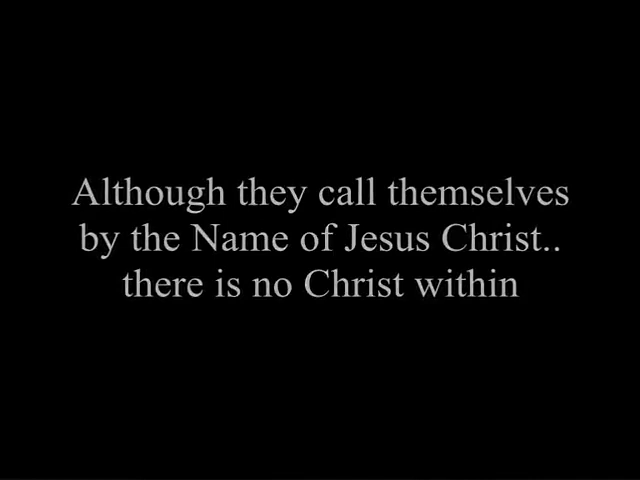 Although they call themselves
by the Name of Jesus Christ..
there is no Christ within